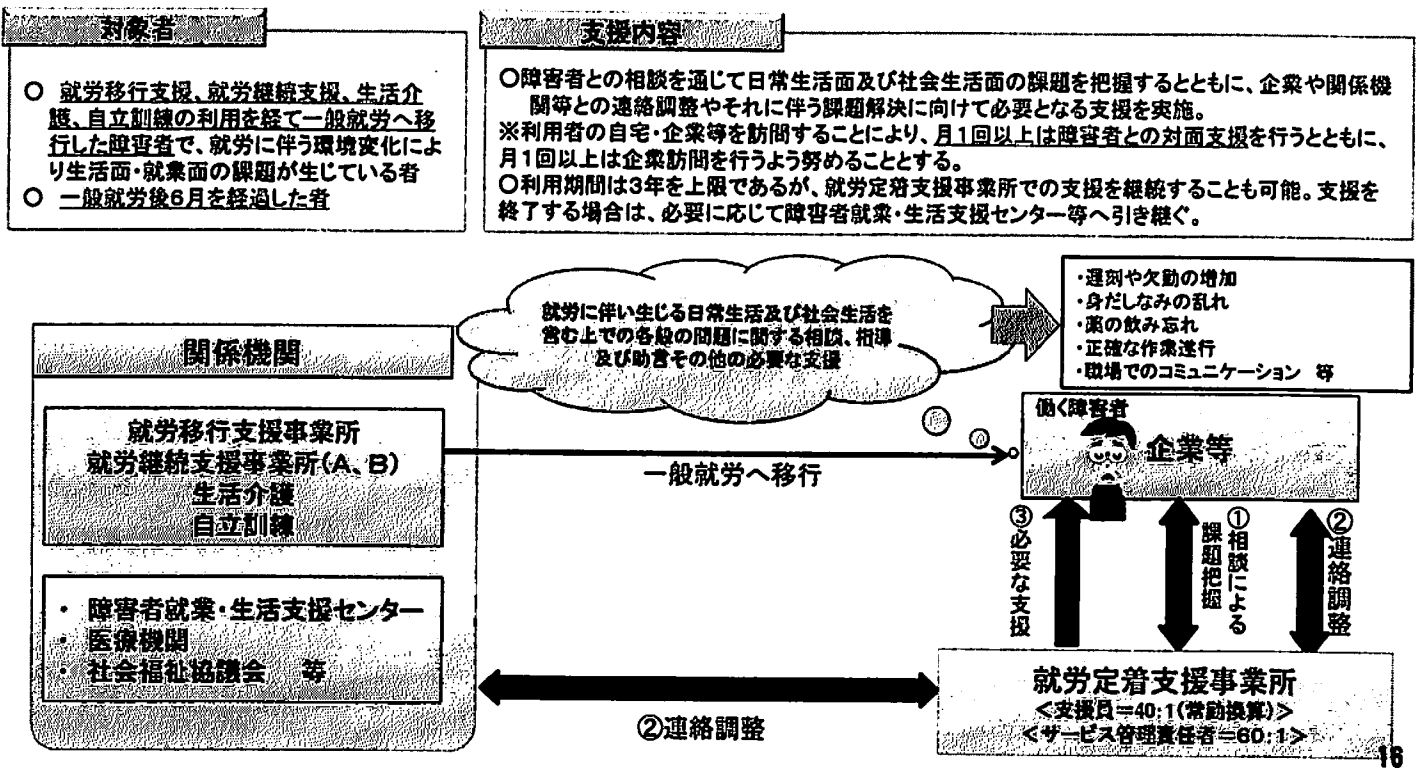 対象者
○ 就労移行支援、就労継続支援、生活介
護、自立訓練の利用を経て一般就労へ移
行した障害者で、就労に伴う環境変化によ
り生活面・就業面の課題が生じている者
○ 一般就労後6月を経過した者
支援内容
○障害者との相談を通じて日常生活面及び社会生活面の課題を把握するとともに、企業や関係機
関等との連絡調整やそれに伴う課題解決に向けて必要となる支援を実施。
※利用者の自宅・企業等を訪問することにより、月1回以上は障害者との対面支援を行うとともに、
月1回以上は企業訪問を行うよう努めることとする。
○利用期間は3年を上限であるが、就労定着支援事業所での支援を継続することも可能。支援を
終了する場合は、必要に応じて障害者就業・生活支援センター等へ引き継ぐ。
就労に伴い生じる日常生活及び社会生活を
営む上での各般の問題に関する相談、指導
及び助言その他の必要な支援
・遅刻や欠勤の増加
・身だしなみの乱れ
・薬の飲み忘れ
・正確な作業遂行
・職場でのコミュニケーション 等
関係機関
就労移行支援事業所
就労継続支援事業所(A、B)
生活介護
自立訓練
・ 障害者就業・生活支援センター
・ 医療機関
・ 社会福祉協議会 等
一般就労へ移行
働く障害者
企業等
③必要な支援
①相談による
課題把握
②連絡調整
②連絡調整
就労定着支援事業所
<支援員=40:1(常勤換算)>
<サービス管理責任者=60:1>
16